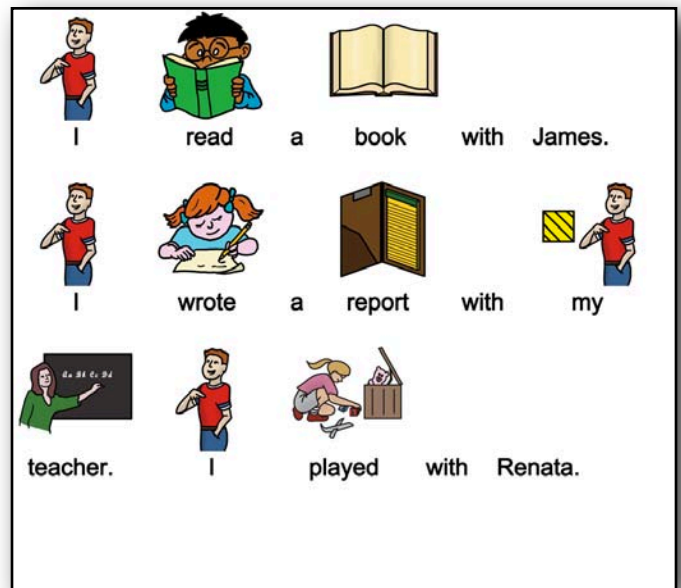 I read a book with James.
I wrote a report with my
teacher. I played with Renata.